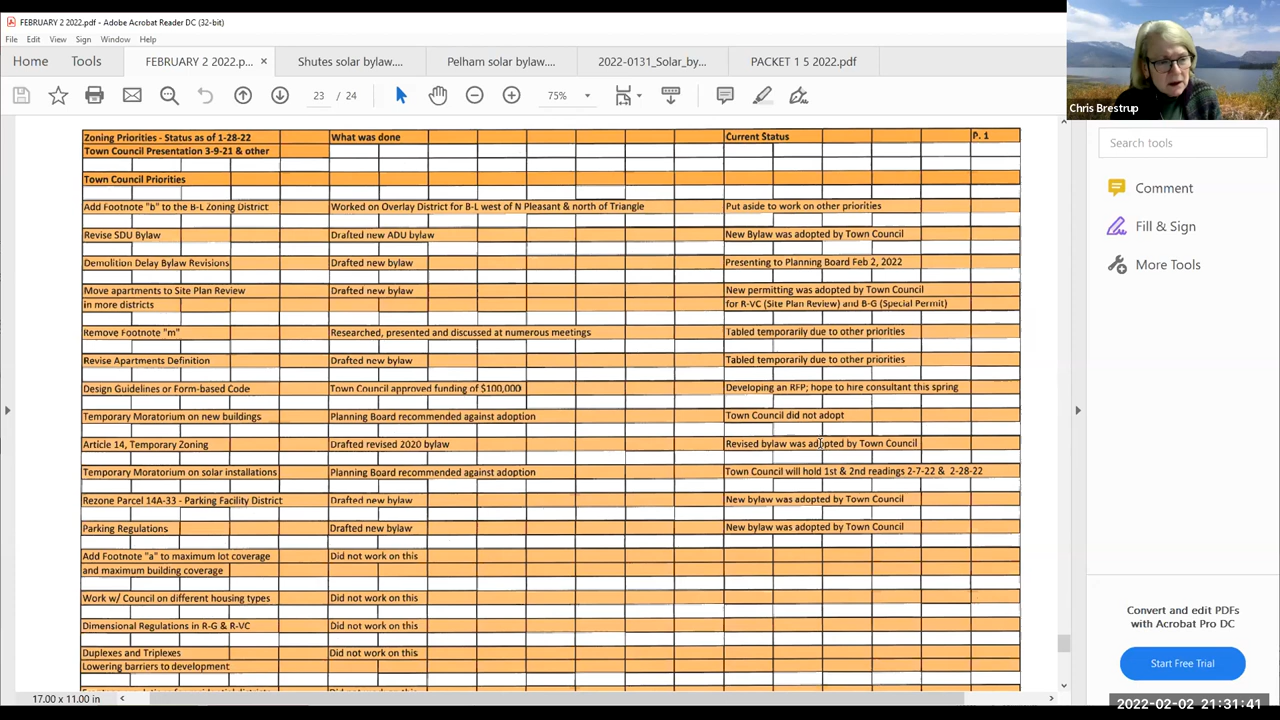 FEBRUARY 2 2022.pdf - Adobe Acrobat Reader DC (32-bit)
File Edit View Sign Window Help
Home Tools FEBRUARY 2 2022.p... × Shutes solar bylaw.... Pelham solar bylaw.... 2022-0131_Solar_by... PACKET 1 5 2022.pdf
23 / 24 75%
Chris Brestrup
Search tools
Comment
Fill & Sign
More Tools
Convert and edit PDFs
with Acrobat Pro DC
Start Free Trial
Zoning Priorities - Status as of 1-28-22 What was done Current Status P. 1
Town Council Presentation 3-9-21 & other
Town Council Priorities
Add Footnote "b" to the B-L Zoning District Worked on Overlay District for B-L west of N Pleasant & north of Triangle Put aside to work on other priorities
Revise SDU Bylaw Drafted new ADU bylaw New Bylaw was adopted by Town Council
Demolition Delay Bylaw Revisions Drafted new bylaw Presenting to Planning Board Feb 2, 2022
Move apartments to Site Plan Review Drafted new bylaw New permitting was adopted by Town Council
in more districts for R-VC (Site Plan Review) and B-G (Special Permit)
Remove Footnote "m" Researched, presented and discussed at numerous meetings Tabled temporarily due to other priorities
Revise Apartments Definition Drafted new bylaw Tabled temporarily due to other priorities
Design Guidelines or Form-based Code Town Council approved funding of $100,000 Developing an RFP; hope to hire consultant this spring
Temporary Moratorium on new buildings Planning Board recommended against adoption Town Council did not adopt
Article 14, Temporary Zoning Drafted revised 2020 bylaw Revised bylaw was adopted by Town Council
Temporary Moratorium on solar installations Planning Board recommended against adoption Town Council will hold 1st & 2nd readings 2-7-22 & 2-28-22
Rezone Parcel 14A-33 - Parking Facility District Drafted new bylaw New bylaw was adopted by Town Council
Parking Regulations Drafted new bylaw New bylaw was adopted by Town Council
Add Footnote "a" to maximum lot coverage Did not work on this
and maximum building coverage
Work w/ Council on different housing types Did not work on this
Dimensional Regulations in R-G & R-VC Did not work on this
Duplexes and Triplexes Did not work on this
Lowering barriers to development
17.00 x 11.00 in
2022-02-02 21:31:41